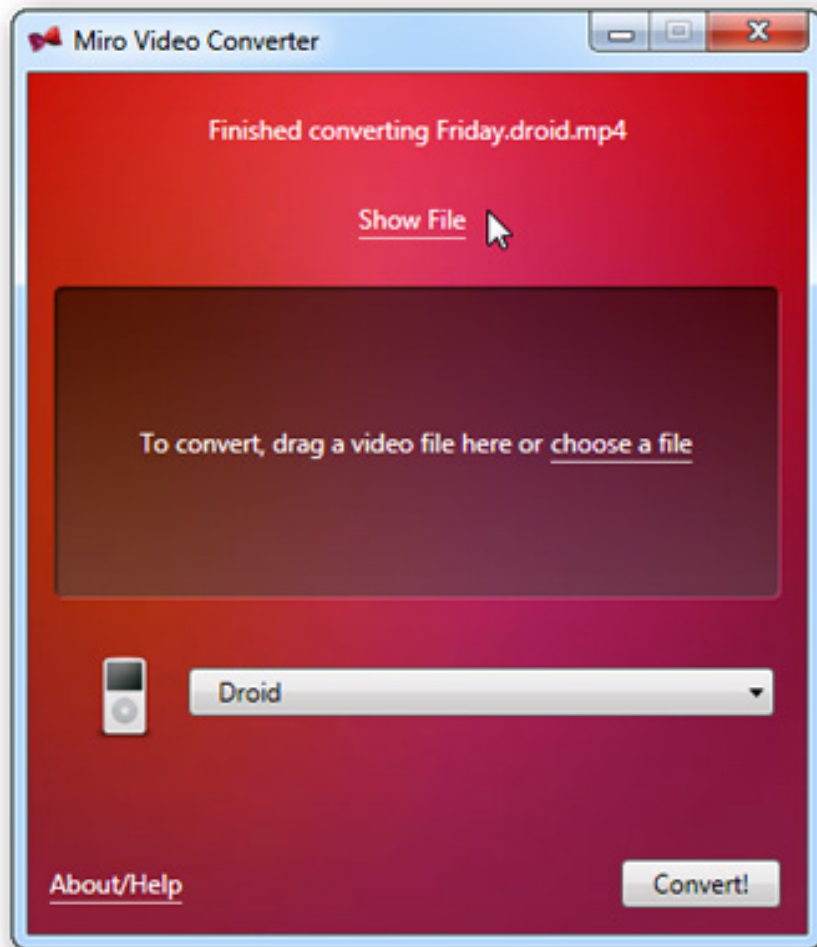 Miro Video Converter
Finished converting Friday.droid.mp4
Show File
To convert, drag a video file here or choose a file
Droid
About/Help
Convert!